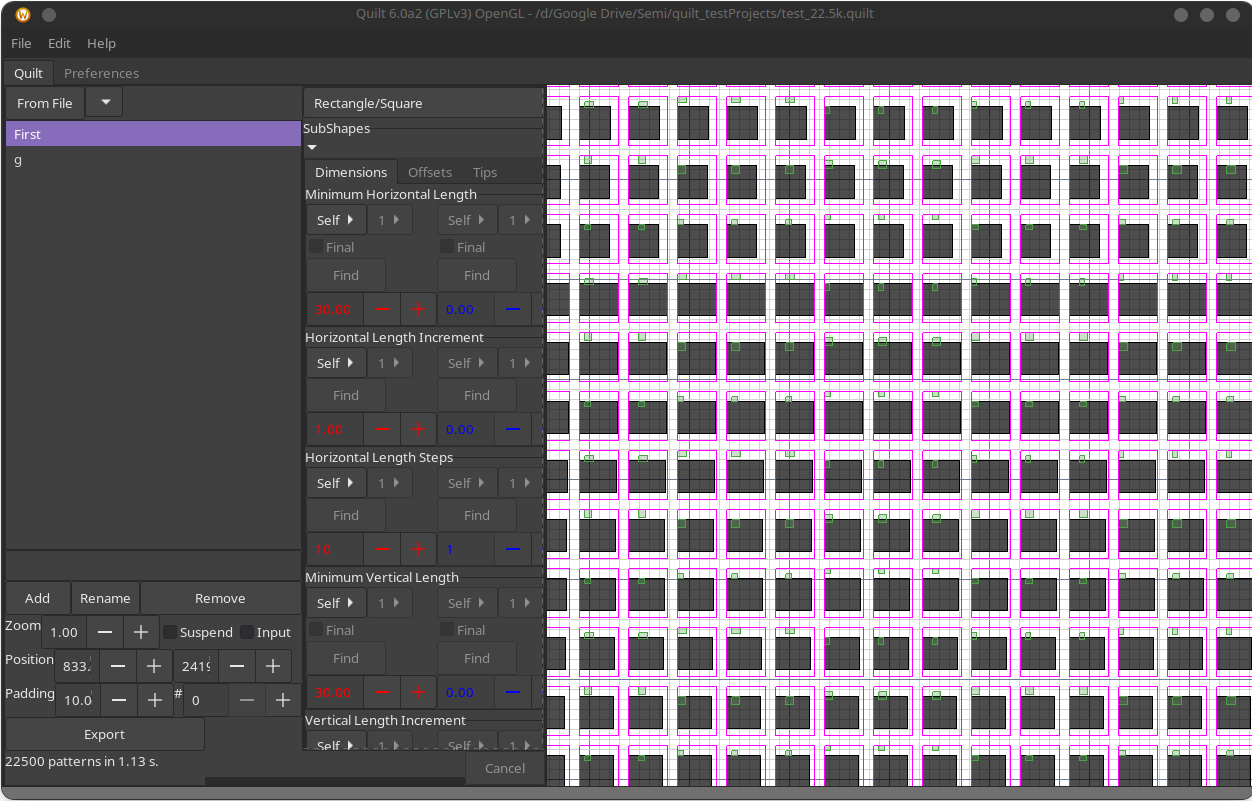 Quilt 6.0a2 (GPLv3) OpenGL - /d/Google Drive/Semi/quilt_testProjects/test_22.5k.quilt
File Edit Help
Quilt Preferences
From File
First
g
Add Rename Remove
Zoom 1.00 Suspend Input
Position 833. 2419
Padding 10.0 # 0
Export
22500 patterns in 1.13 s.
Rectangle/Square
SubShapes
Dimensions Offsets Tips
Minimum Horizontal Length
Self 1 Self 1
Final Final
Find Find
30.00 0.00
Horizontal Length Increment
Self 1 Self 1
Find Find
1.00 0.00
Horizontal Length Steps
Self 1 Self 1
Find Find
10 1
Minimum Vertical Length
Self 1 Self 1
Final Final
Find Find
30.00 0.00
Vertical Length Increment
Self 1 Self 1
Cancel